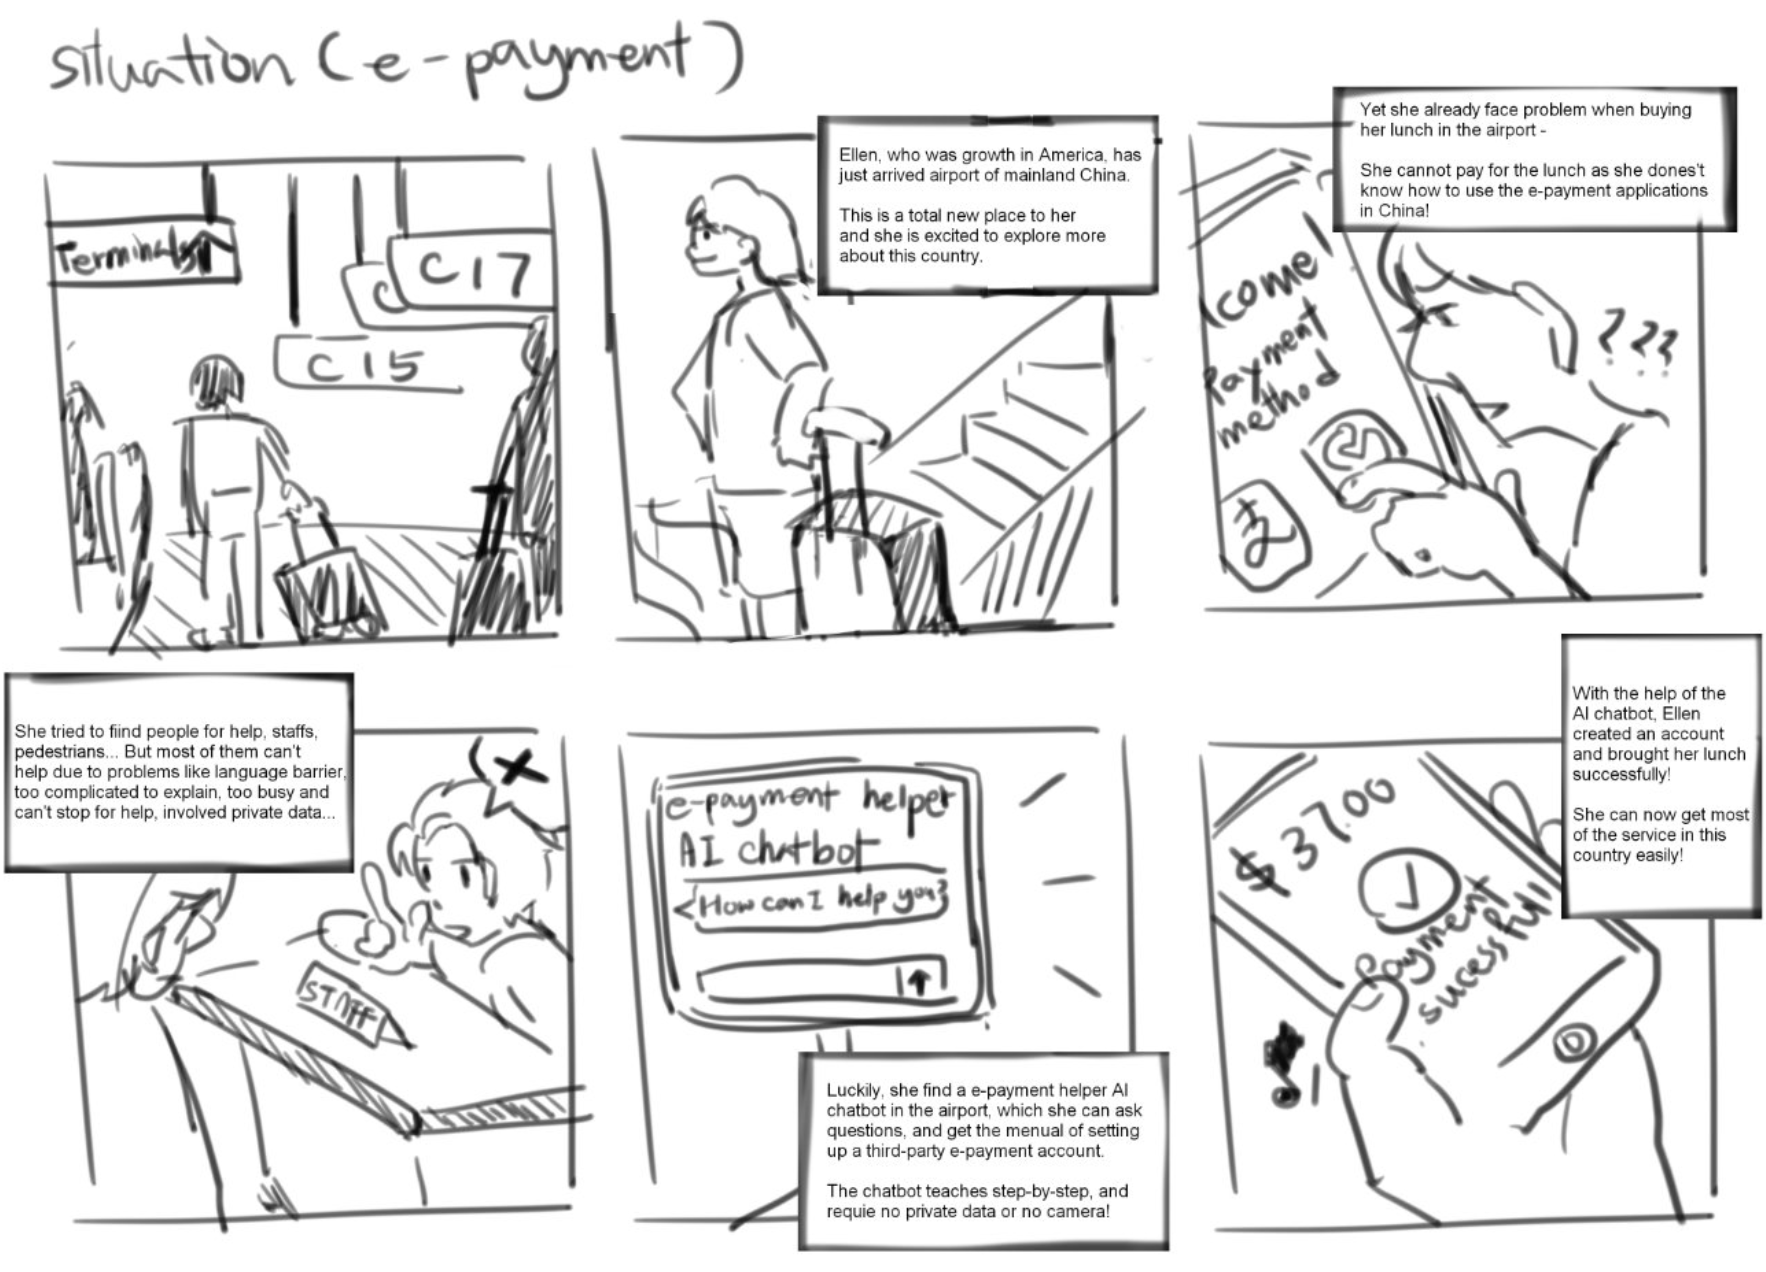 situation (e-payment)
Terminal
C17
C
C15
Ellen, who was growth in America, has
just arrived airport of mainland China.
This is a total new place to her
and she is excited to explore more
about this country.
Yet she already face problem when buying
her lunch in the airport -
She cannot pay for the lunch as she dones't
know how to use the e-payment applications
in China!
come
Payment
method
支
???
She tried to fiind people for help, staffs,
pedestrians... But most of them can't
help due to problems like language barrier,
too complicated to explain, too busy and
can't stop for help, involved private data...
STAFF
e-payment helper
AI chatbot
<How can I help you?
Luckily, she find a e-payment helper AI
chatbot in the airport, which she can ask
questions, and get the menual of setting
up a third-party e-payment account.
The chatbot teaches step-by-step, and
requie no private data or no camera!
With the help of the
AI chatbot, Ellen
created an account
and brought her lunch
successfully!
She can now get most
of the service in this
country easily!
$37.00
Payment
sucessful!